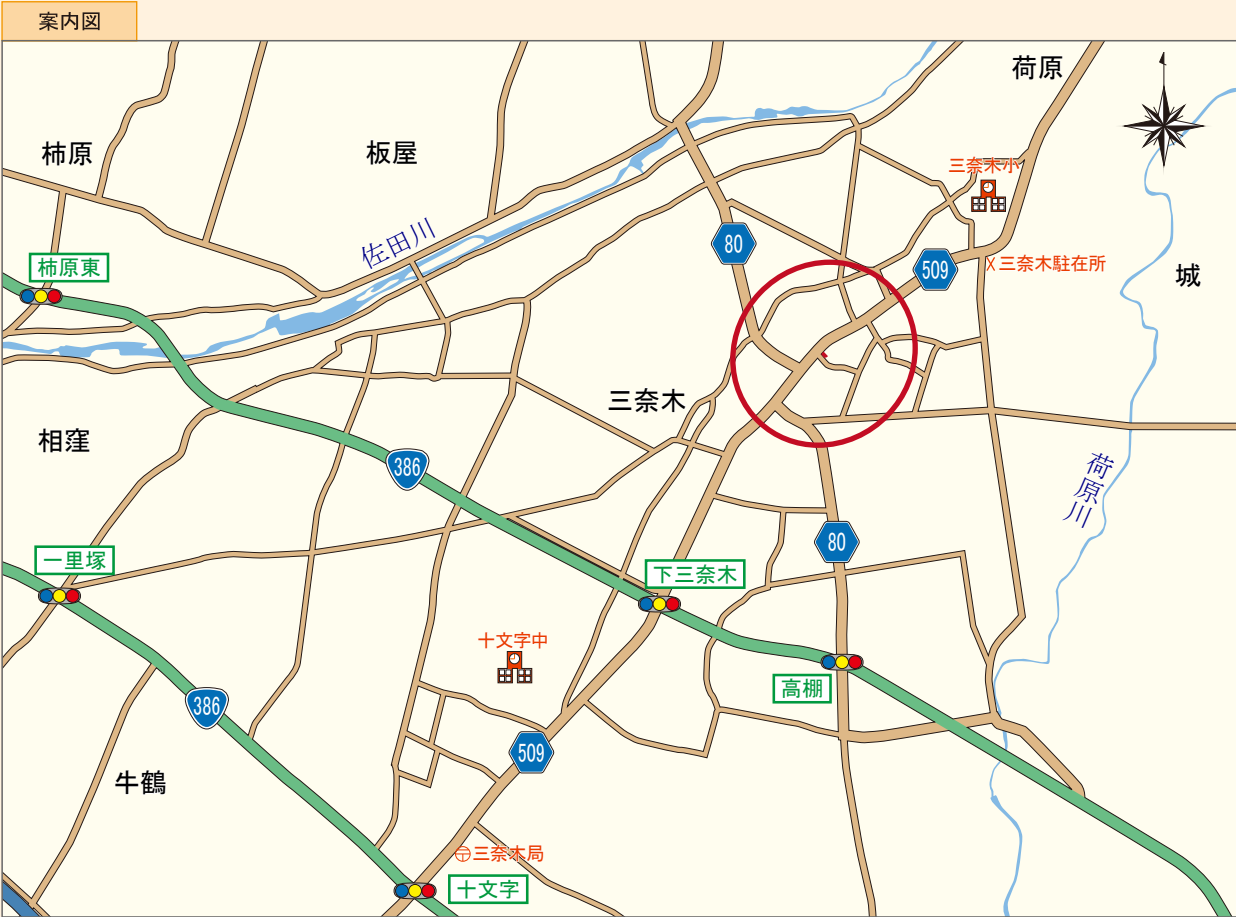 案内図
荷原
柿原
板屋
三奈木小
佐田川
80
509
三奈木駐在所
柿原東
城
三奈木
相窪
386
荷原川
80
一里塚
下三奈木
十文字中
高棚
386
509
牛鶴
三奈木局
十文字